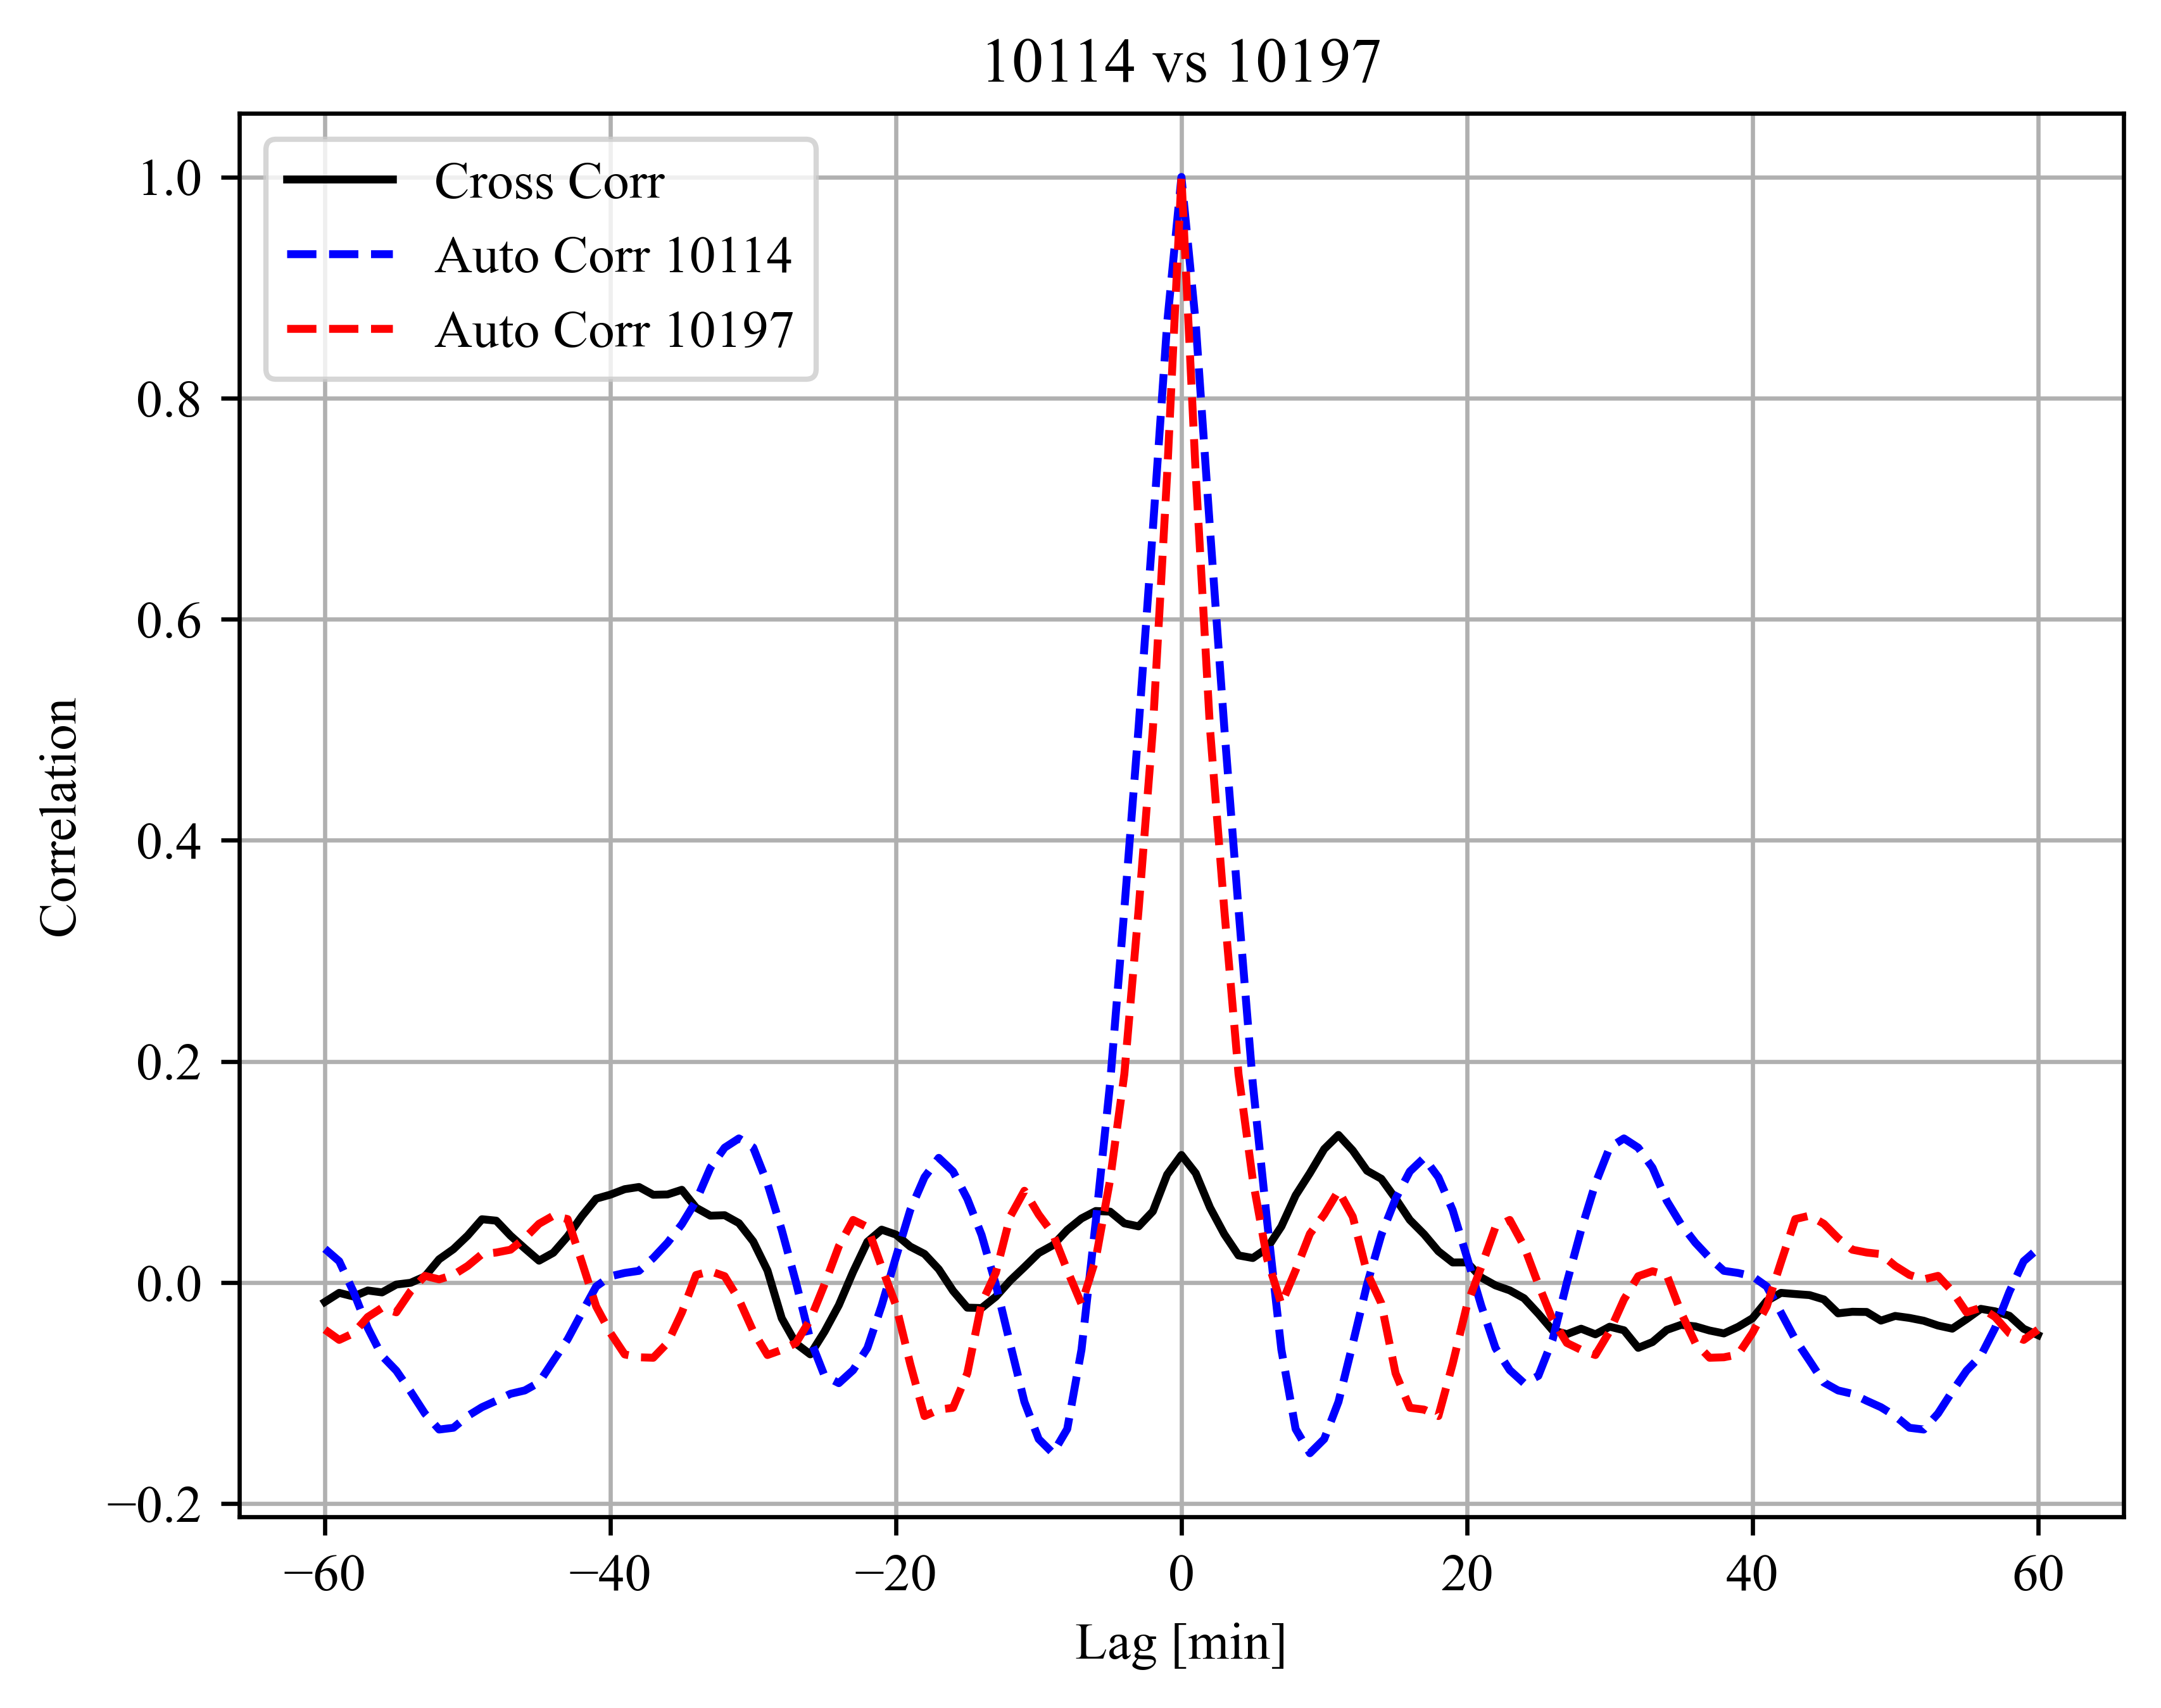 10114 vs 10197
Cross Corr
Auto Corr 10114
Auto Corr 10197
1.0
0.8
0.6
0.4
0.2
0.0
−0.2
Correlation
−60 −40 −20 0 20 40 60
Lag [min]